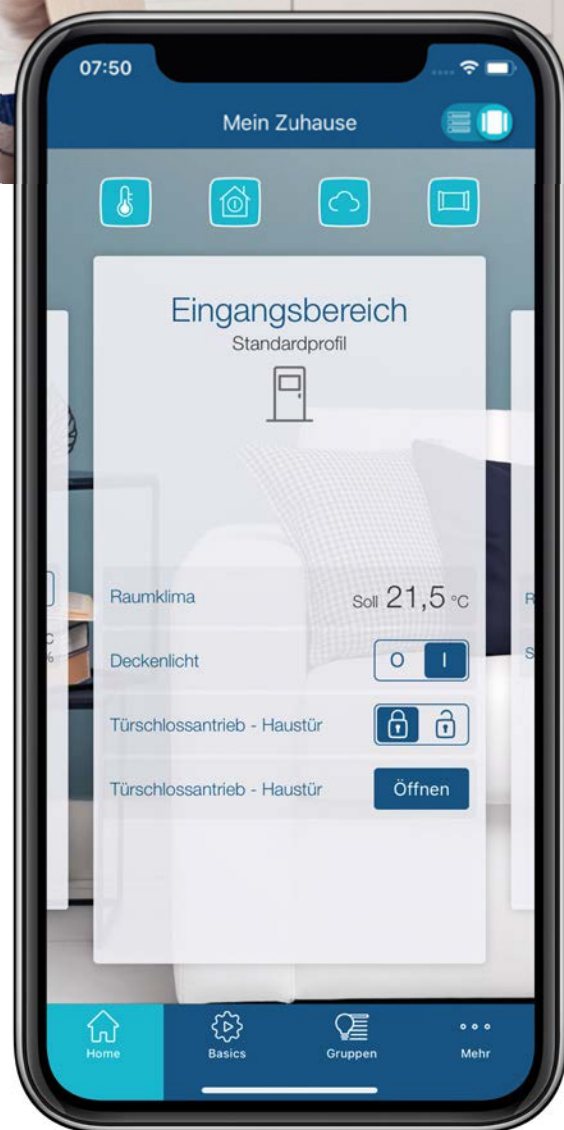 07:50
Mein Zuhause
Eingangsbereich
Standardprofil
Raumklima Soll 21,5 °C
Deckenlicht O I
Türschlossantrieb - Haustür
Türschlossantrieb - Haustür Öffnen
Home Basics Gruppen Mehr